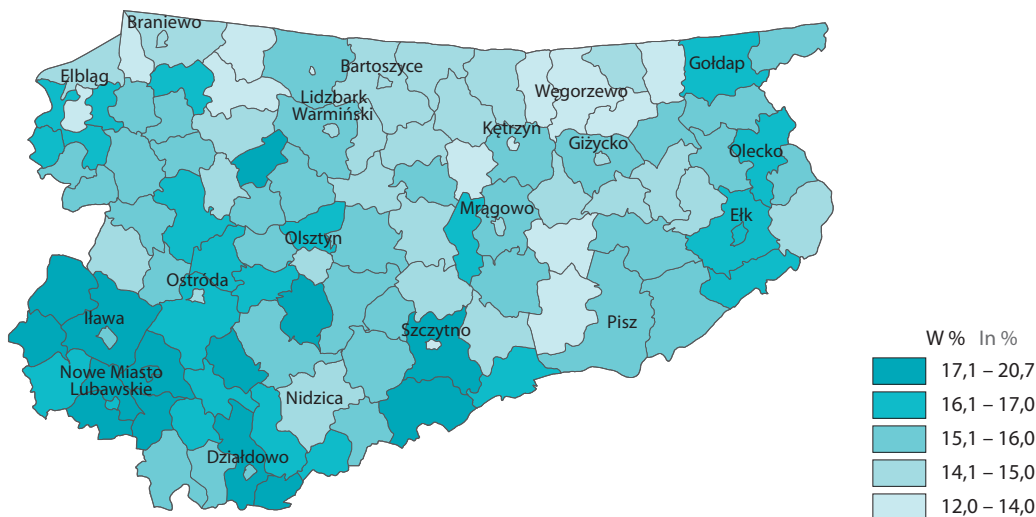 Braniewo
Gołdap
Elbląg
Bartoszyce
Węgorzewo
Lidzbark
Warmiński
Kętrzyn
Giżycko
Olecko
Mrągowo
Ełk
Olsztyn
Ostróda
Iława
Szczytno
Pisz
Nowe Miasto
Lubawskie
Nidzica
Działdowo
W % In %
17,1 – 20,7
16,1 – 17,0
15,1 – 16,0
14,1 – 15,0
12,0 – 14,0